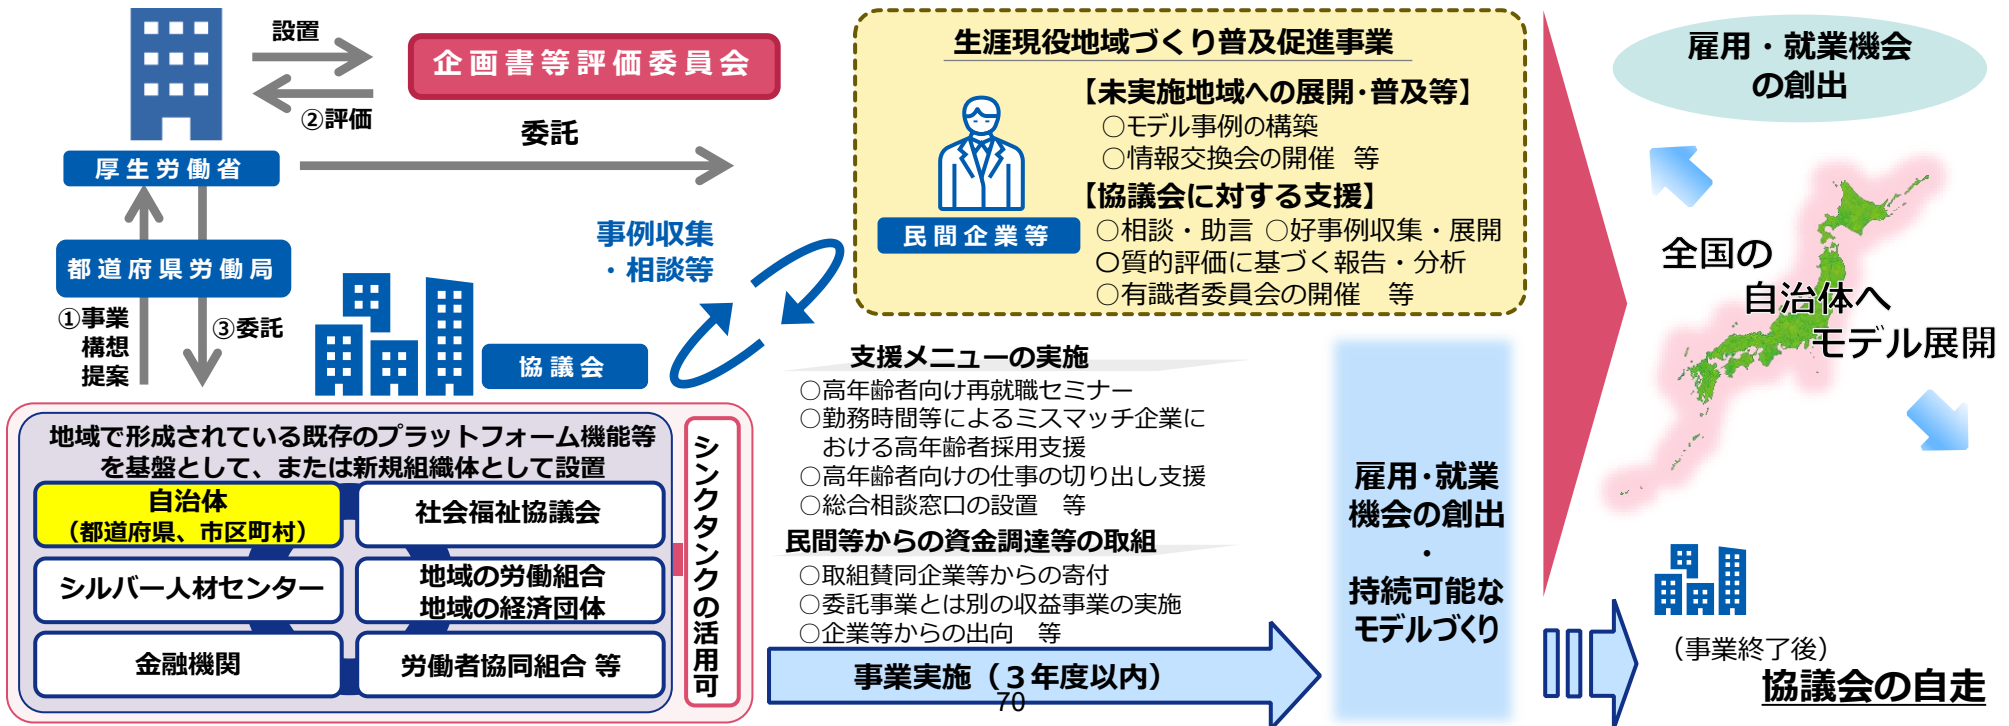 設置
企画書等評価委員会
②評価
委託
厚生労働省
都道府県労働局
①事業
構想
提案
③委託
事例収集
・相談等
協議会
地域で形成されている既存のプラットフォーム機能等
を基盤として、または新規組織体として設置
自治体
（都道府県、市区町村）
社会福祉協議会
シルバー人材センター
地域の労働組合
地域の経済団体
金融機関
労働者協同組合 等
シンクタンクの活用可
生涯現役地域づくり普及促進事業
【未実施地域への展開・普及等】
○モデル事例の構築
○情報交換会の開催　等
【協議会に対する支援】
○相談・助言 ○好事例収集・展開
○質的評価に基づく報告・分析
○有識者委員会の開催　等
民間企業等
支援メニューの実施
○高年齢者向け再就職セミナー
○勤務時間等によるミスマッチ企業に
おける高年齢者採用支援
○高年齢者向けの仕事の切り出し支援
○総合相談窓口の設置　等
民間等からの資金調達等の取組
○取組賛同企業等からの寄付
○委託事業とは別の収益事業の実施
○企業等からの出向　等
事業実施（３年度以内）
70
雇用・就業
機会の創出
・
持続可能な
モデルづくり
雇用・就業機会
の創出
全国の
自治体へ
モデル展開
（事業終了後）
協議会の自走